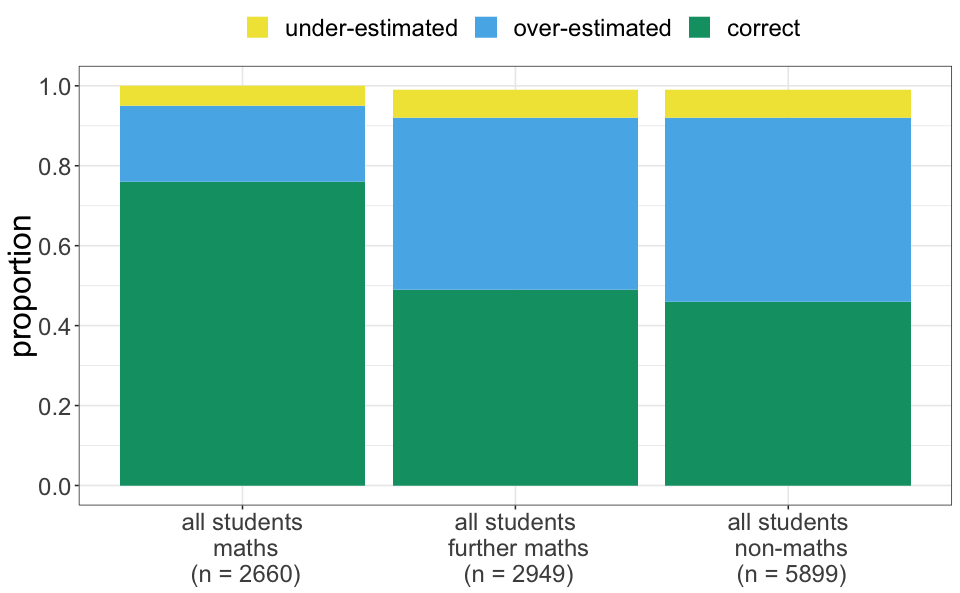 under-estimated over-estimated correct
proportion
1.0
0.8
0.6
0.4
0.2
0.0
all students all students all students
maths further maths non-maths
(n = 2660) (n = 2949) (n = 5899)